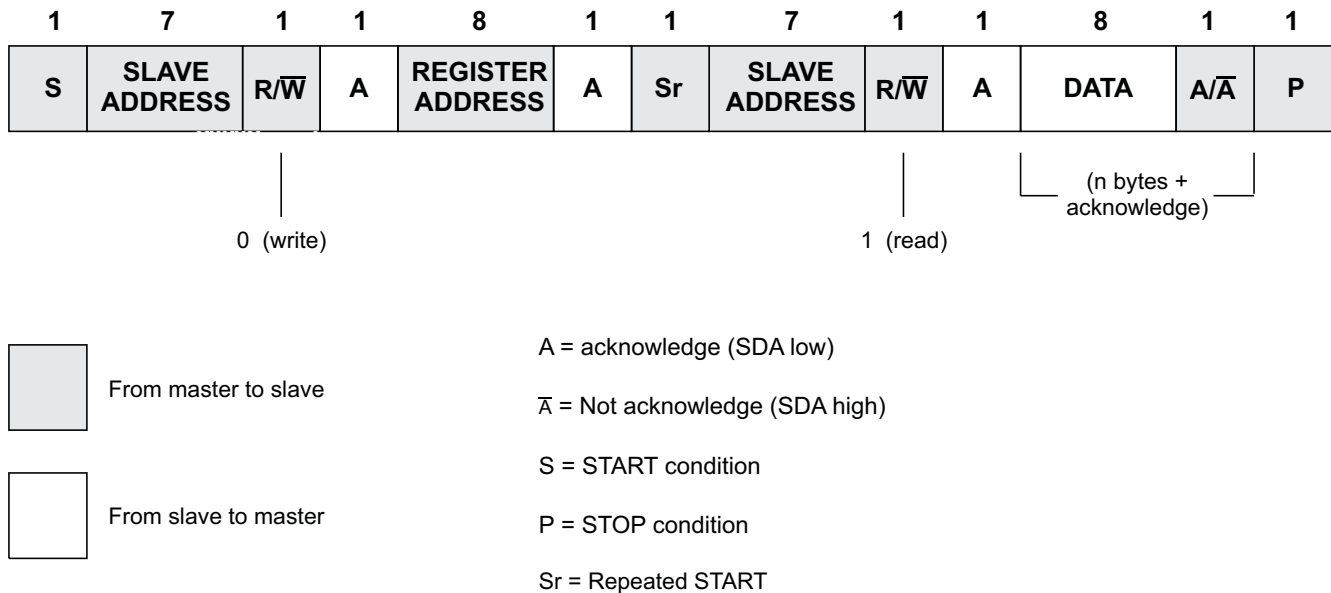 1 7 1 1 8 1 1 7 1 1 8 1 1
S SLAVE ADDRESS R/W̅ A REGISTER ADDRESS A Sr SLAVE ADDRESS R/W̅ A DATA A/A̅ P
0 (write)
1 (read)
(n bytes +
acknowledge)
From master to slave
From slave to master
A = acknowledge (SDA low)
A̅ = Not acknowledge (SDA high)
S = START condition
P = STOP condition
Sr = Repeated START